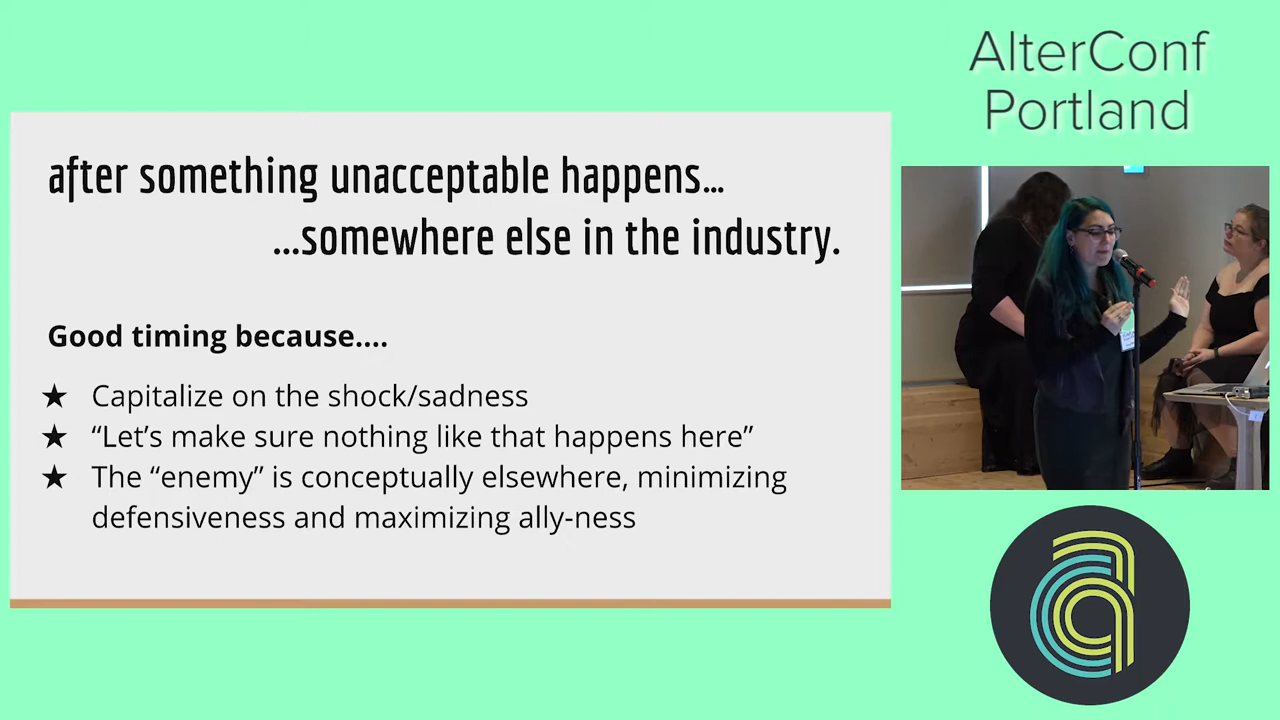 AlterConf
Portland
after something unacceptable happens...
...somewhere else in the industry.
Good timing because....
★ Capitalize on the shock/sadness
★ “Let’s make sure nothing like that happens here”
★ The “enemy” is conceptually elsewhere, minimizing
defensiveness and maximizing ally-ness